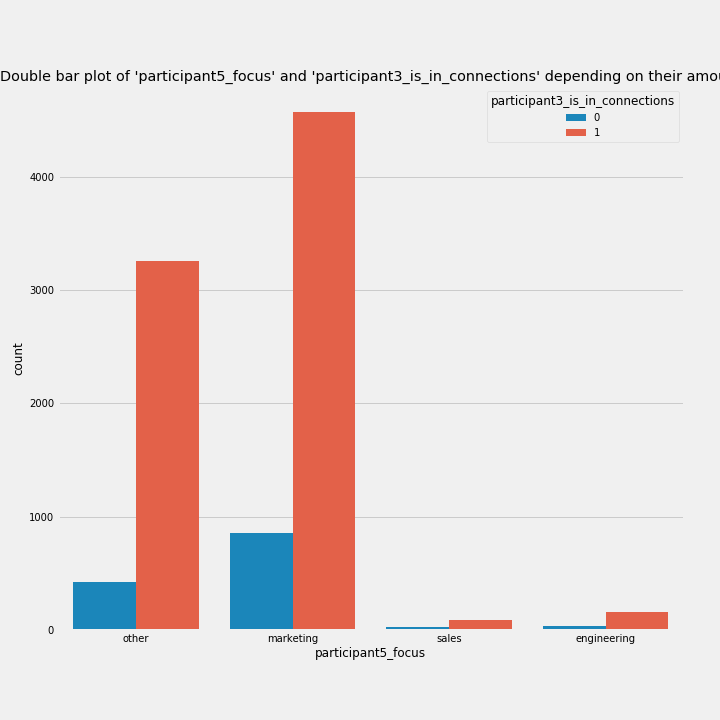 Double bar plot of 'participant5_focus' and 'participant3_is_in_connections' depending on their
participant3_is_in_connections
0
1
4000
3000
2000
1000
0
count
other marketing sales engineering
participant5_focus